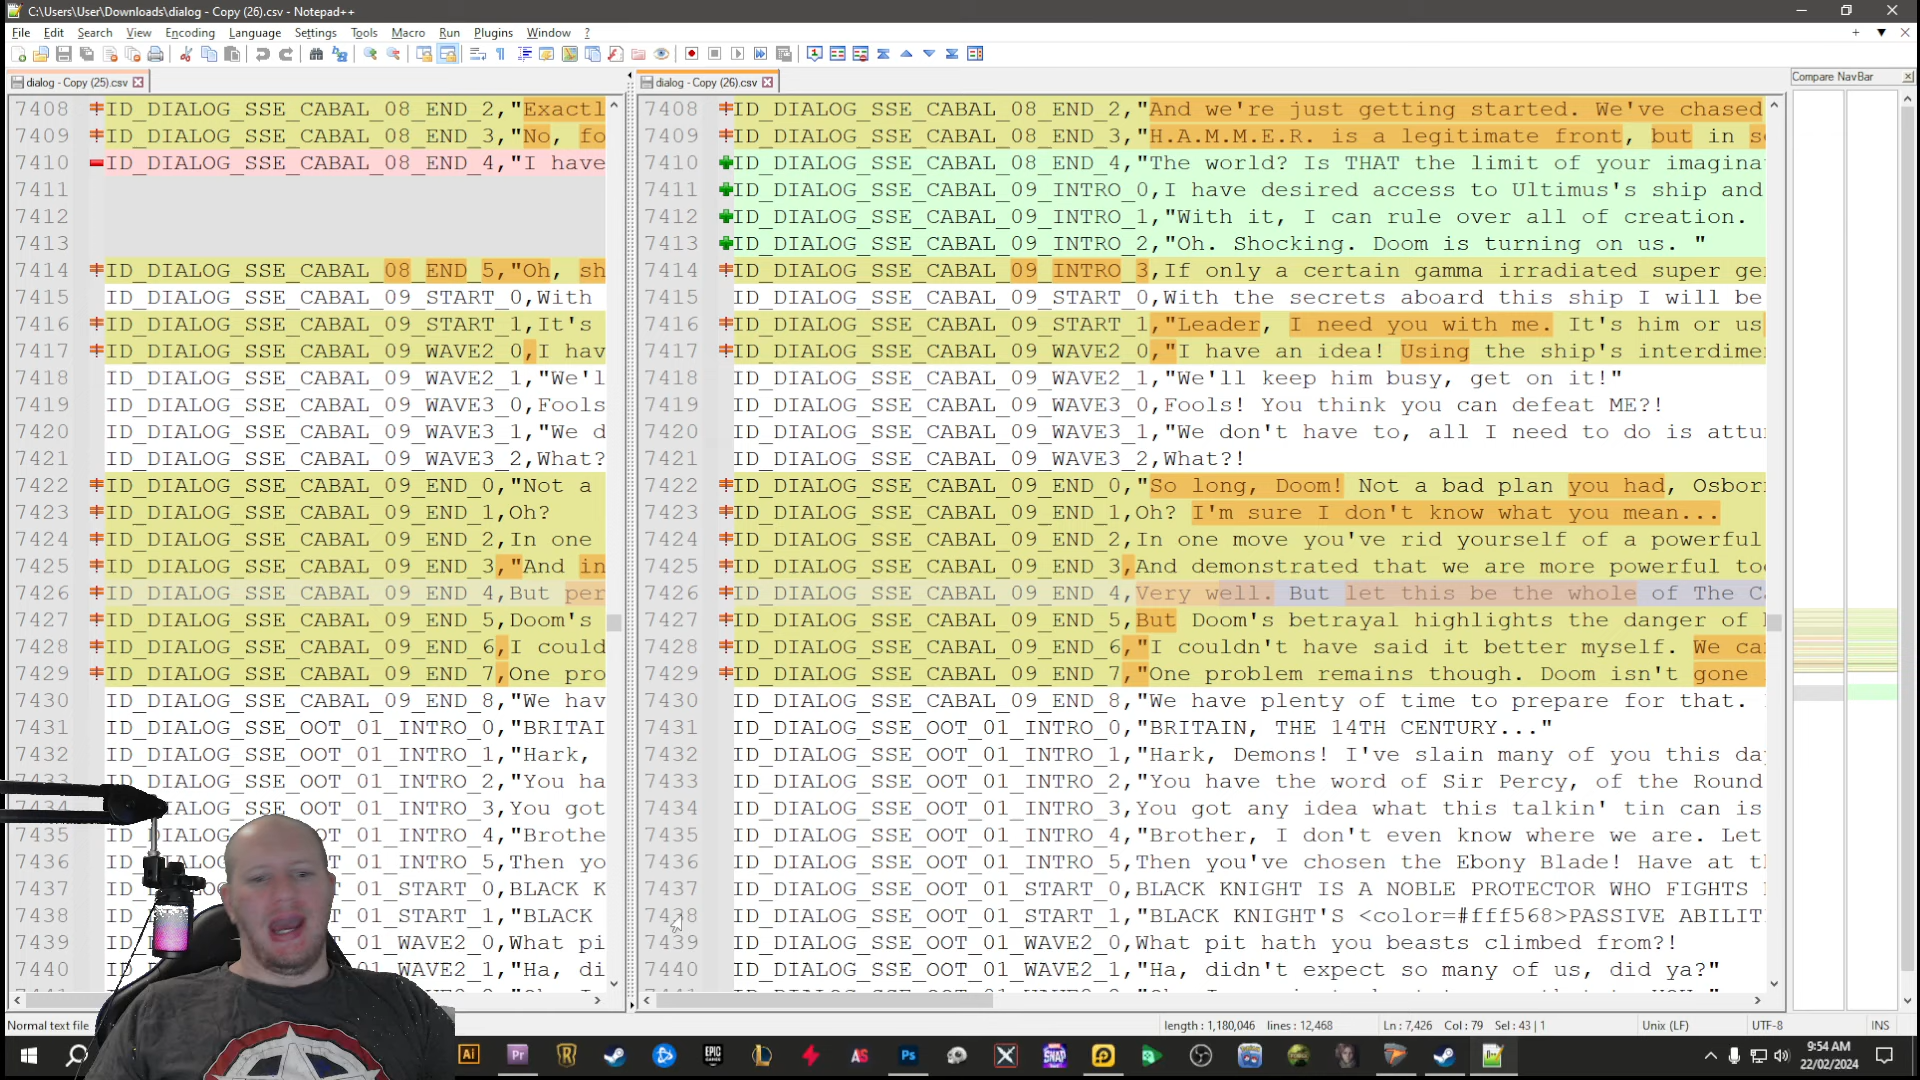 C:\Users\User\Downloads\dialog - Copy (26).csv - Notepad++
File Edit Search View Encoding Language Settings Tools Macro Run Plugins Window ?
dialog - Copy (25).csv
7408 ID_DIALOG_SSE_CABAL_08_END_2,"Exactl
7409 ID_DIALOG_SSE_CABAL_08_END_3,"No, fo
7410 ID_DIALOG_SSE_CABAL_08_END_4,"I have
7411
7412
7413
7414 ID_DIALOG_SSE_CABAL_08_END_5,"Oh, sh
7415 ID_DIALOG_SSE_CABAL_09_START_0,With
7416 ID_DIALOG_SSE_CABAL_09_START_1,It's
7417 ID_DIALOG_SSE_CABAL_09_WAVE2_0,I hav
7418 ID_DIALOG_SSE_CABAL_09_WAVE2_1,"We'l
7419 ID_DIALOG_SSE_CABAL_09_WAVE3_0,Fools
7420 ID_DIALOG_SSE_CABAL_09_WAVE3_1,"We d
7421 ID_DIALOG_SSE_CABAL_09_WAVE3_2,What?
7422 ID_DIALOG_SSE_CABAL_09_END_0,"Not a
7423 ID_DIALOG_SSE_CABAL_09_END_1,Oh?
7424 ID_DIALOG_SSE_CABAL_09_END_2,In one
7425 ID_DIALOG_SSE_CABAL_09_END_3,"And in
7426 ID_DIALOG_SSE_CABAL_09_END_4,But per
7427 ID_DIALOG_SSE_CABAL_09_END_5,Doom's
7428 ID_DIALOG_SSE_CABAL_09_END_6,I could
7429 ID_DIALOG_SSE_CABAL_09_END_7,One pro
7430 ID_DIALOG_SSE_CABAL_09_END_8,"We hav
7431 ID_DIALOG_SSE_OOT_01_INTRO_0,"BRITAI
7432 ID_DIALOG_SSE_OOT_01_INTRO_1,"Hark,
7433 ID_DIALOG_SSE_OOT_01_INTRO_2,"You ha
7434 DIALOG_SSE_OOT_01_INTRO_3,You got
7435 DIALOG_SSE_OOT_01_INTRO_4,"Brothe
7436 DIALOG 01_INTRO_5,Then yo
7437 DIALO 01_START_0,BLACK K
7438 ID 01_START_1,"BLACK
7439 ID 01_WAVE2_0,What pi
7440 ID WAVE2_1,"Ha, di
dialog - Copy (26).csv
7408 ID_DIALOG_SSE_CABAL_08_END_2,"And we're just getting started. We've chased
7409 ID_DIALOG_SSE_CABAL_08_END_3,"H.A.M.M.E.R. is a legitimate front, but in s
7410 ID_DIALOG_SSE_CABAL_08_END_4,"The world? Is THAT the limit of your imagina
7411 ID_DIALOG_SSE_CABAL_09_INTRO_0,I have desired access to Ultimus's ship and
7412 ID_DIALOG_SSE_CABAL_09_INTRO_1,"With it, I can rule over all of creation.
7413 ID_DIALOG_SSE_CABAL_09_INTRO_2,"Oh. Shocking. Doom is turning on us. "
7414 ID_DIALOG_SSE_CABAL_09_INTRO_3,If only a certain gamma irradiated super ge
7415 ID_DIALOG_SSE_CABAL_09_START_0,With the secrets aboard this ship I will be
7416 ID_DIALOG_SSE_CABAL_09_START_1,"Leader, I need you with me. It's him or us
7417 ID_DIALOG_SSE_CABAL_09_WAVE2_0,"I have an idea! Using the ship's interdime
7418 ID_DIALOG_SSE_CABAL_09_WAVE2_1,"We'll keep him busy, get on it!"
7419 ID_DIALOG_SSE_CABAL_09_WAVE3_0,Fools! You think you can defeat ME?!
7420 ID_DIALOG_SSE_CABAL_09_WAVE3_1,"We don't have to, all I need to do is attu
7421 ID_DIALOG_SSE_CABAL_09_WAVE3_2,What?!
7422 ID_DIALOG_SSE_CABAL_09_END_0,"So long, Doom! Not a bad plan you had, Osbor
7423 ID_DIALOG_SSE_CABAL_09_END_1,Oh? I'm sure I don't know what you mean...
7424 ID_DIALOG_SSE_CABAL_09_END_2,In one move you've rid yourself of a powerful
7425 ID_DIALOG_SSE_CABAL_09_END_3,And demonstrated that we are more powerful to
7426 ID_DIALOG_SSE_CABAL_09_END_4,Very well. But let this be the whole of The C
7427 ID_DIALOG_SSE_CABAL_09_END_5,But Doom's betrayal highlights the danger of
7428 ID_DIALOG_SSE_CABAL_09_END_6,"I couldn't have said it better myself. We ca
7429 ID_DIALOG_SSE_CABAL_09_END_7,"One problem remains though. Doom isn't gone
7430 ID_DIALOG_SSE_CABAL_09_END_8,"We have plenty of time to prepare for that.
7431 ID_DIALOG_SSE_OOT_01_INTRO_0,"BRITAIN, THE 14TH CENTURY..."
7432 ID_DIALOG_SSE_OOT_01_INTRO_1,"Hark, Demons! I've slain many of you this da
7433 ID_DIALOG_SSE_OOT_01_INTRO_2,"You have the word of Sir Percy, of the Round
7434 ID_DIALOG_SSE_OOT_01_INTRO_3,You got any idea what this talkin' tin can is
7435 ID_DIALOG_SSE_OOT_01_INTRO_4,"Brother, I don't even know where we are. Let
7436 ID_DIALOG_SSE_OOT_01_INTRO_5,Then you've chosen the Ebony Blade! Have at th
7437 ID_DIALOG_SSE_OOT_01_START_0,BLACK KNIGHT IS A NOBLE PROTECTOR WHO FIGHTS
7438 ID_DIALOG_SSE_OOT_01_START_1,"BLACK KNIGHT'S <color=#fff568>PASSIVE ABILIT
7439 ID_DIALOG_SSE_OOT_01_WAVE2_0,What pit hath you beasts climbed from?!
7440 ID_DIALOG_SSE_OOT_01_WAVE2_1,"Ha, didn't expect so many of us, did ya?"
Compare NavBar
Normal text file length : 1,180,046 lines : 12,468 Ln : 7,426 Col : 79 Sel : 43 | 1 Unix (LF) UTF-8 INS
Ai Pr R EPIC GAMES AS Ps SNAP
9:54 AM
22/02/2024